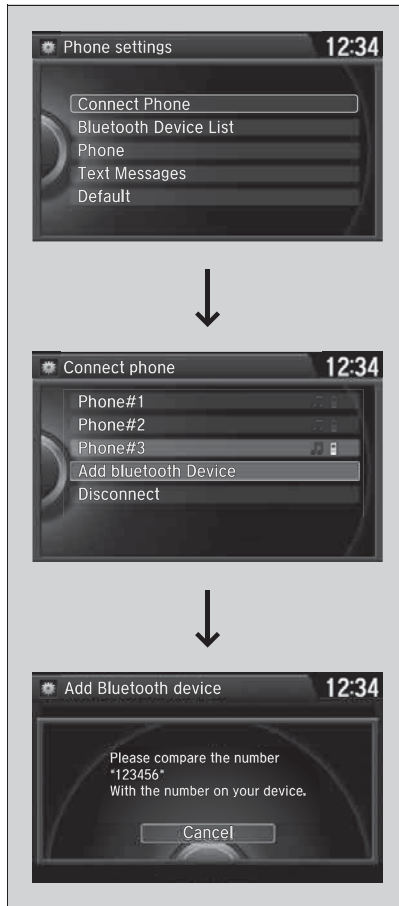 Phone settings 12:34
Connect Phone
Bluetooth Device List
Phone
Text Messages
Default
Connect phone 12:34
Phone#1
Phone#2
Phone#3
Add bluetooth Device
Disconnect
Add Bluetooth device 12:34
Please compare the number
"123456"
With the number on your device.
Cancel